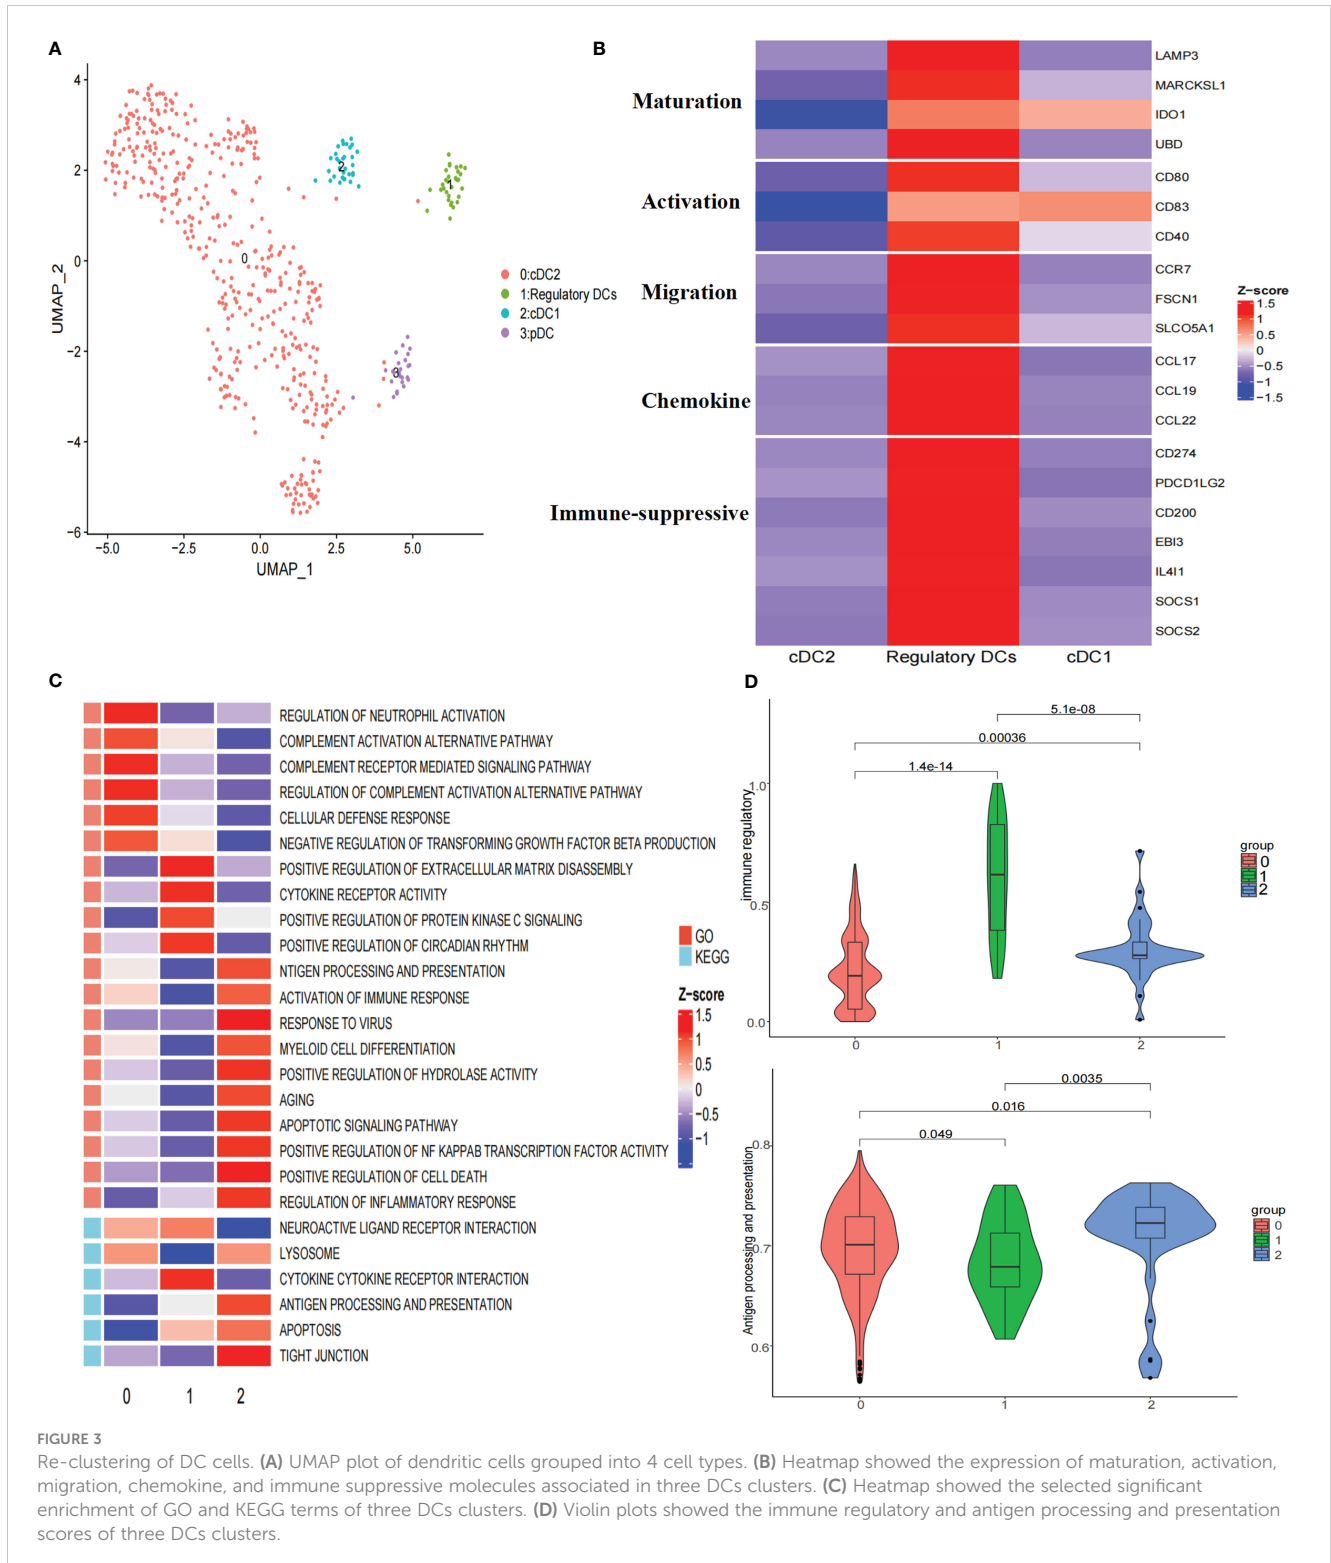 A
4
2
0
−2
−4
−6
UMAP_2
−5.0 −2.5 0.0 2.5 5.0
UMAP_1
0
1
2
3
0:cDC2
1:Regulatory DCs
2:cDC1
3:pDC
B
Maturation
Activation
Migration
Chemokine
Immune-suppressive
LAMP3
MARCKSL1
IDO1
UBD
CD80
CD83
CD40
CCR7
FSCN1
SLCO5A1
CCL17
CCL19
CCL22
CD274
PDCD1LG2
CD200
EBI3
IL4I1
SOCS1
SOCS2
cDC2 Regulatory DCs cDC1
Z−score
1.5
1
0.5
0
−0.5
−1
−1.5
C
REGULATION OF NEUTROPHIL ACTIVATION
COMPLEMENT ACTIVATION ALTERNATIVE PATHWAY
COMPLEMENT RECEPTOR MEDIATED SIGNALING PATHWAY
REGULATION OF COMPLEMENT ACTIVATION ALTERNATIVE PATHWAY
CELLULAR DEFENSE RESPONSE
NEGATIVE REGULATION OF TRANSFORMING GROWTH FACTOR BETA PRODUCTION
POSITIVE REGULATION OF EXTRACELLULAR MATRIX DISASSEMBLY
CYTOKINE RECEPTOR ACTIVITY
POSITIVE REGULATION OF PROTEIN KINASE C SIGNALING
POSITIVE REGULATION OF CIRCADIAN RHYTHM
NTIGEN PROCESSING AND PRESENTATION
ACTIVATION OF IMMUNE RESPONSE
RESPONSE TO VIRUS
MYELOID CELL DIFFERENTIATION
POSITIVE REGULATION OF HYDROLASE ACTIVITY
AGING
APOPTOTIC SIGNALING PATHWAY
POSITIVE REGULATION OF NF KAPPAB TRANSCRIPTION FACTOR ACTIVITY
POSITIVE REGULATION OF CELL DEATH
REGULATION OF INFLAMMATORY RESPONSE
NEUROACTIVE LIGAND RECEPTOR INTERACTION
LYSOSOME
CYTOKINE CYTOKINE RECEPTOR INTERACTION
ANTIGEN PROCESSING AND PRESENTATION
APOPTOSIS
TIGHT JUNCTION
0 1 2
GO
KEGG
Z−score
1.5
1
0.5
0
−0.5
−1
D
5.1e-08
0.00036
1.4e-14
immune regulatory
1.0
0.5
0.0
0 1 2
group
0
1
2
0.0035
0.016
0.049
Antigen processing and presentation
0.8
0.7
0.6
0 1 2
group
0
1
2
FIGURE 3
Re-clustering of DC cells. (A) UMAP plot of dendritic cells grouped into 4 cell types. (B) Heatmap showed the expression of maturation, activation,
migration, chemokine, and immune suppressive molecules associated in three DCs clusters. (C) Heatmap showed the selected significant
enrichment of GO and KEGG terms of three DCs clusters. (D) Violin plots showed the immune regulatory and antigen processing and presentation
scores of three DCs clusters.